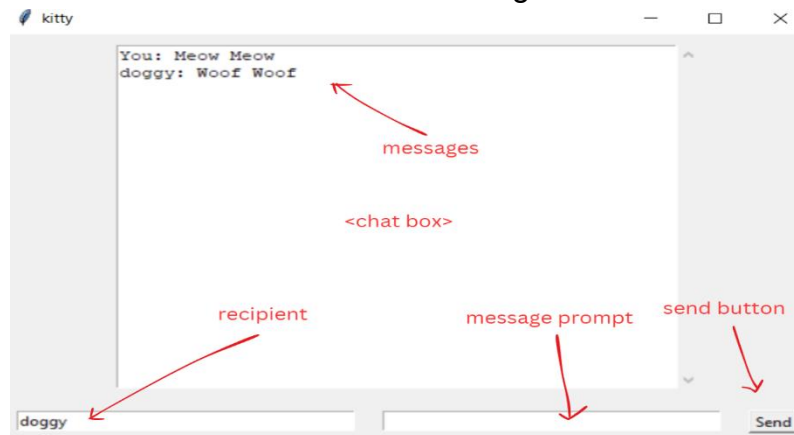 kitty
You: Meow Meow
doggy: Woof Woof
messages
<chat box>
recipient
message prompt
send button
doggy
Send